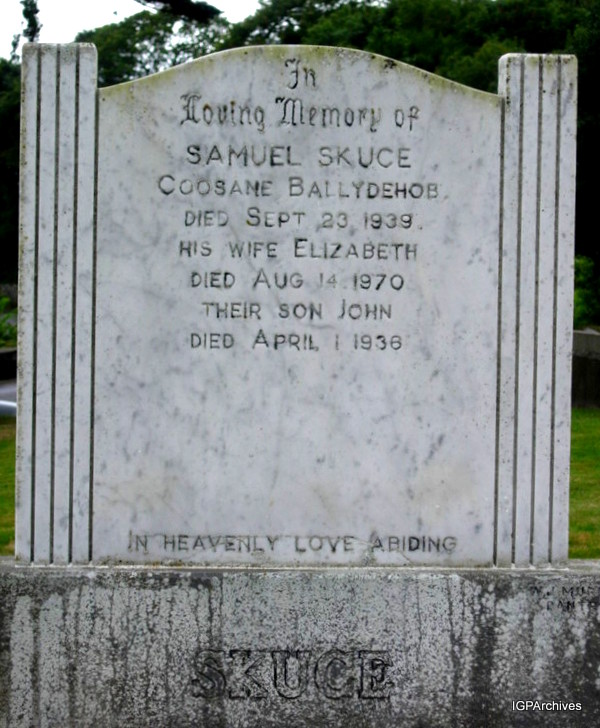 In
Loving Memory of
SAMUEL SKUCE
COOSANE BALLYDEHOB.
DIED SEPT 23, 1939.
HIS WIFE ELIZABETH
DIED AUG 14 1970
THEIR SON JOHN
DIED APRIL 1 1936
IN HEAVENLY LOVE ABIDING
SKUCE
IGPArchives